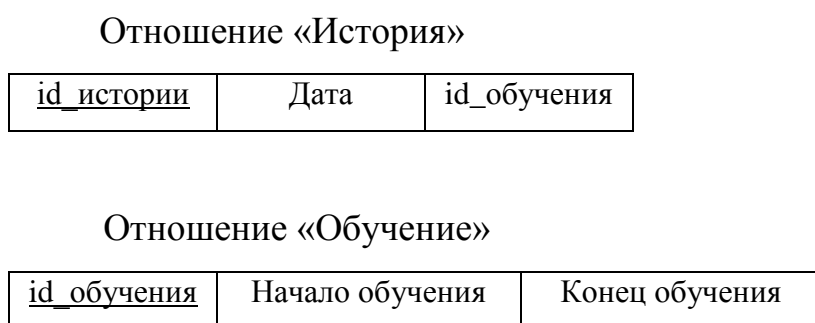 Отношение «История»
id_истории Дата id_обучения
Отношение «Обучение»
id_обучения Начало обучения Конец обучения